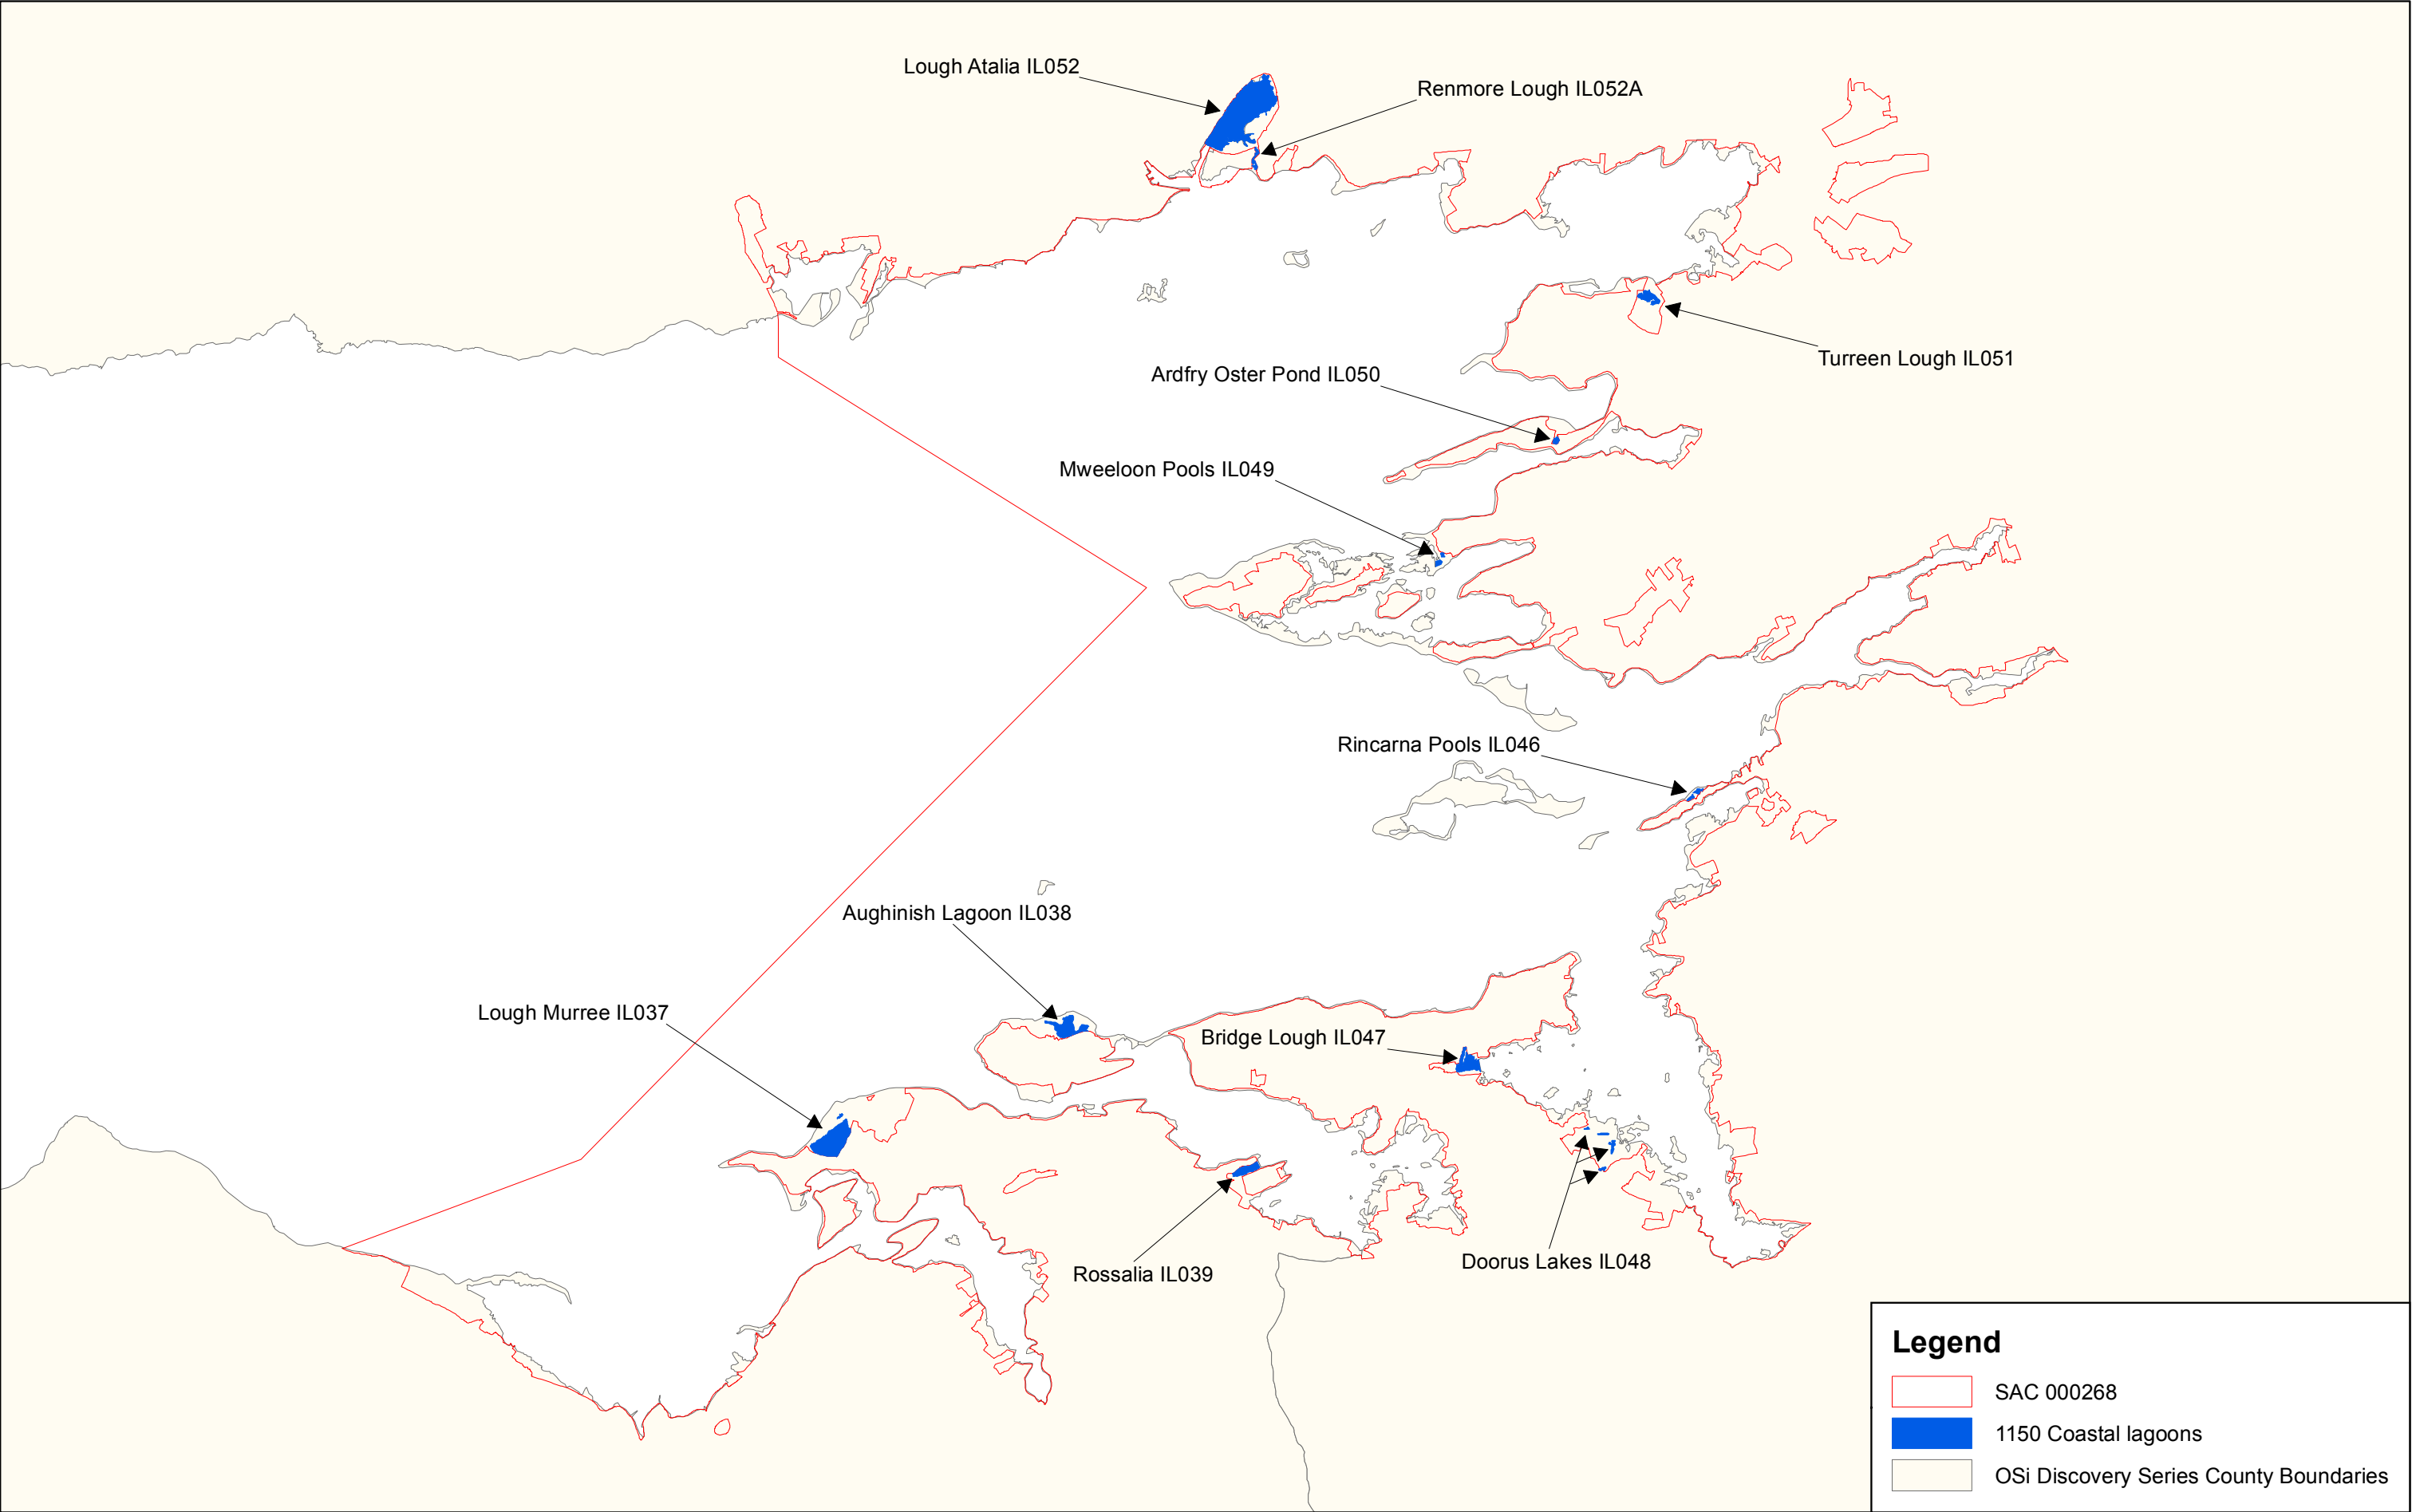 Lough Atalia IL052
Renmore Lough IL052A
Turreen Lough IL051
Ardfry Oster Pond IL050
Mweeloon Pools IL049
Rincarna Pools IL046
Aughinish Lagoon IL038
Lough Murree IL037
Bridge Lough IL047
Doorus Lakes IL048
Rossalia IL039
Legend
SAC 000268
1150 Coastal lagoons
OSi Discovery Series County Boundaries